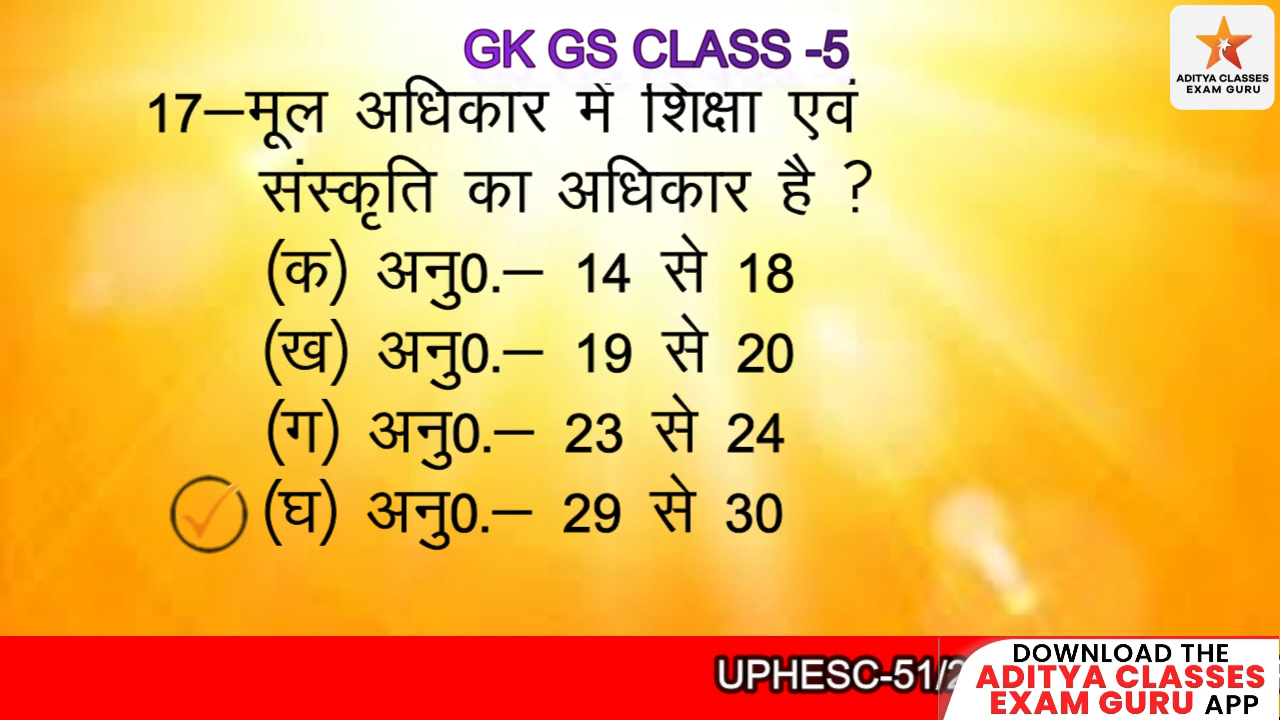 GK GS CLASS -5
ADITYA CLASSES
EXAM GURU
17–मूल अधिकार में शिक्षा एवं
संस्कृति का अधिकार है ?
(क) अनु0.– 14 से 18
(ख) अनु0.– 19 से 20
(ग) अनु0.– 23 से 24
(घ) अनु0.– 29 से 30
UPHESC-51/2
DOWNLOAD THE
ADITYA CLASSES
EXAM GURU APP